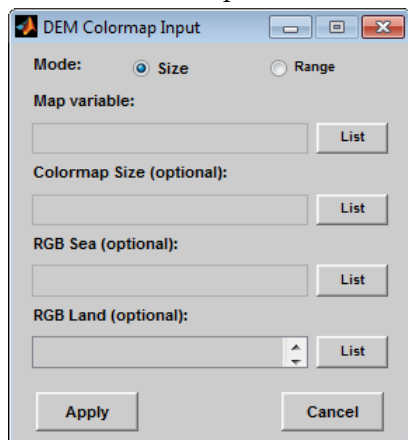 DEM Colormap Input
Mode: Size Range
Map variable:
List
Colormap Size (optional):
List
RGB Sea (optional):
List
RGB Land (optional):
List
Apply Cancel